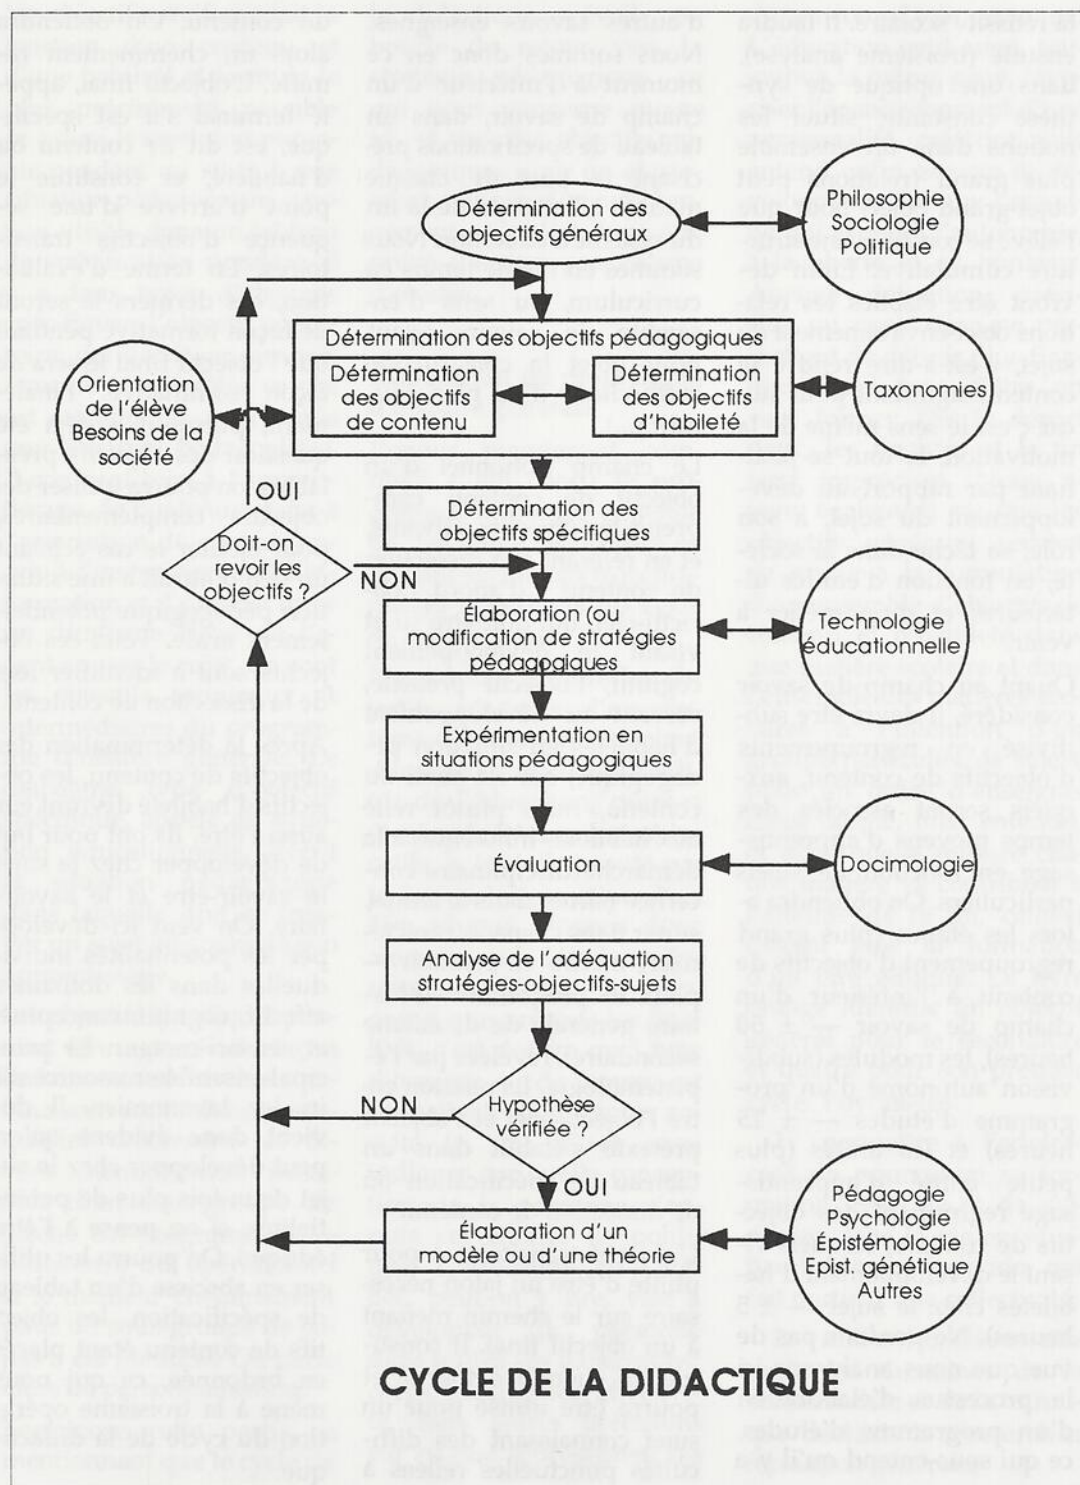 Détermination des
objectifs généraux
Philosophie
Sociologie
Politique
Détermination des objectifs pédagogiques
Détermination
des objectifs
de contenu
Détermination
des objectifs
d'habileté
Taxonomies
Orientation
de l'élève
Besoins de la
société
OUI
Détermination des
objectifs spécifiques
Doit-on
revoir les
objectifs ?
NON
Élaboration (ou
modification de stratégies
pédagogiques
Technologie
éducationnelle
Expérimentation en
situations pédagogiques
Évaluation
Docimologie
Analyse de l'adéquation
stratégies-objectifs-sujets
NON
Hypothèse
vérifiée ?
OUI
Élaboration d'un
modèle ou d'une théorie
Pédagogie
Psychologie
Épistémologie
Epist. génétique
Autres
CYCLE DE LA DIDACTIQUE